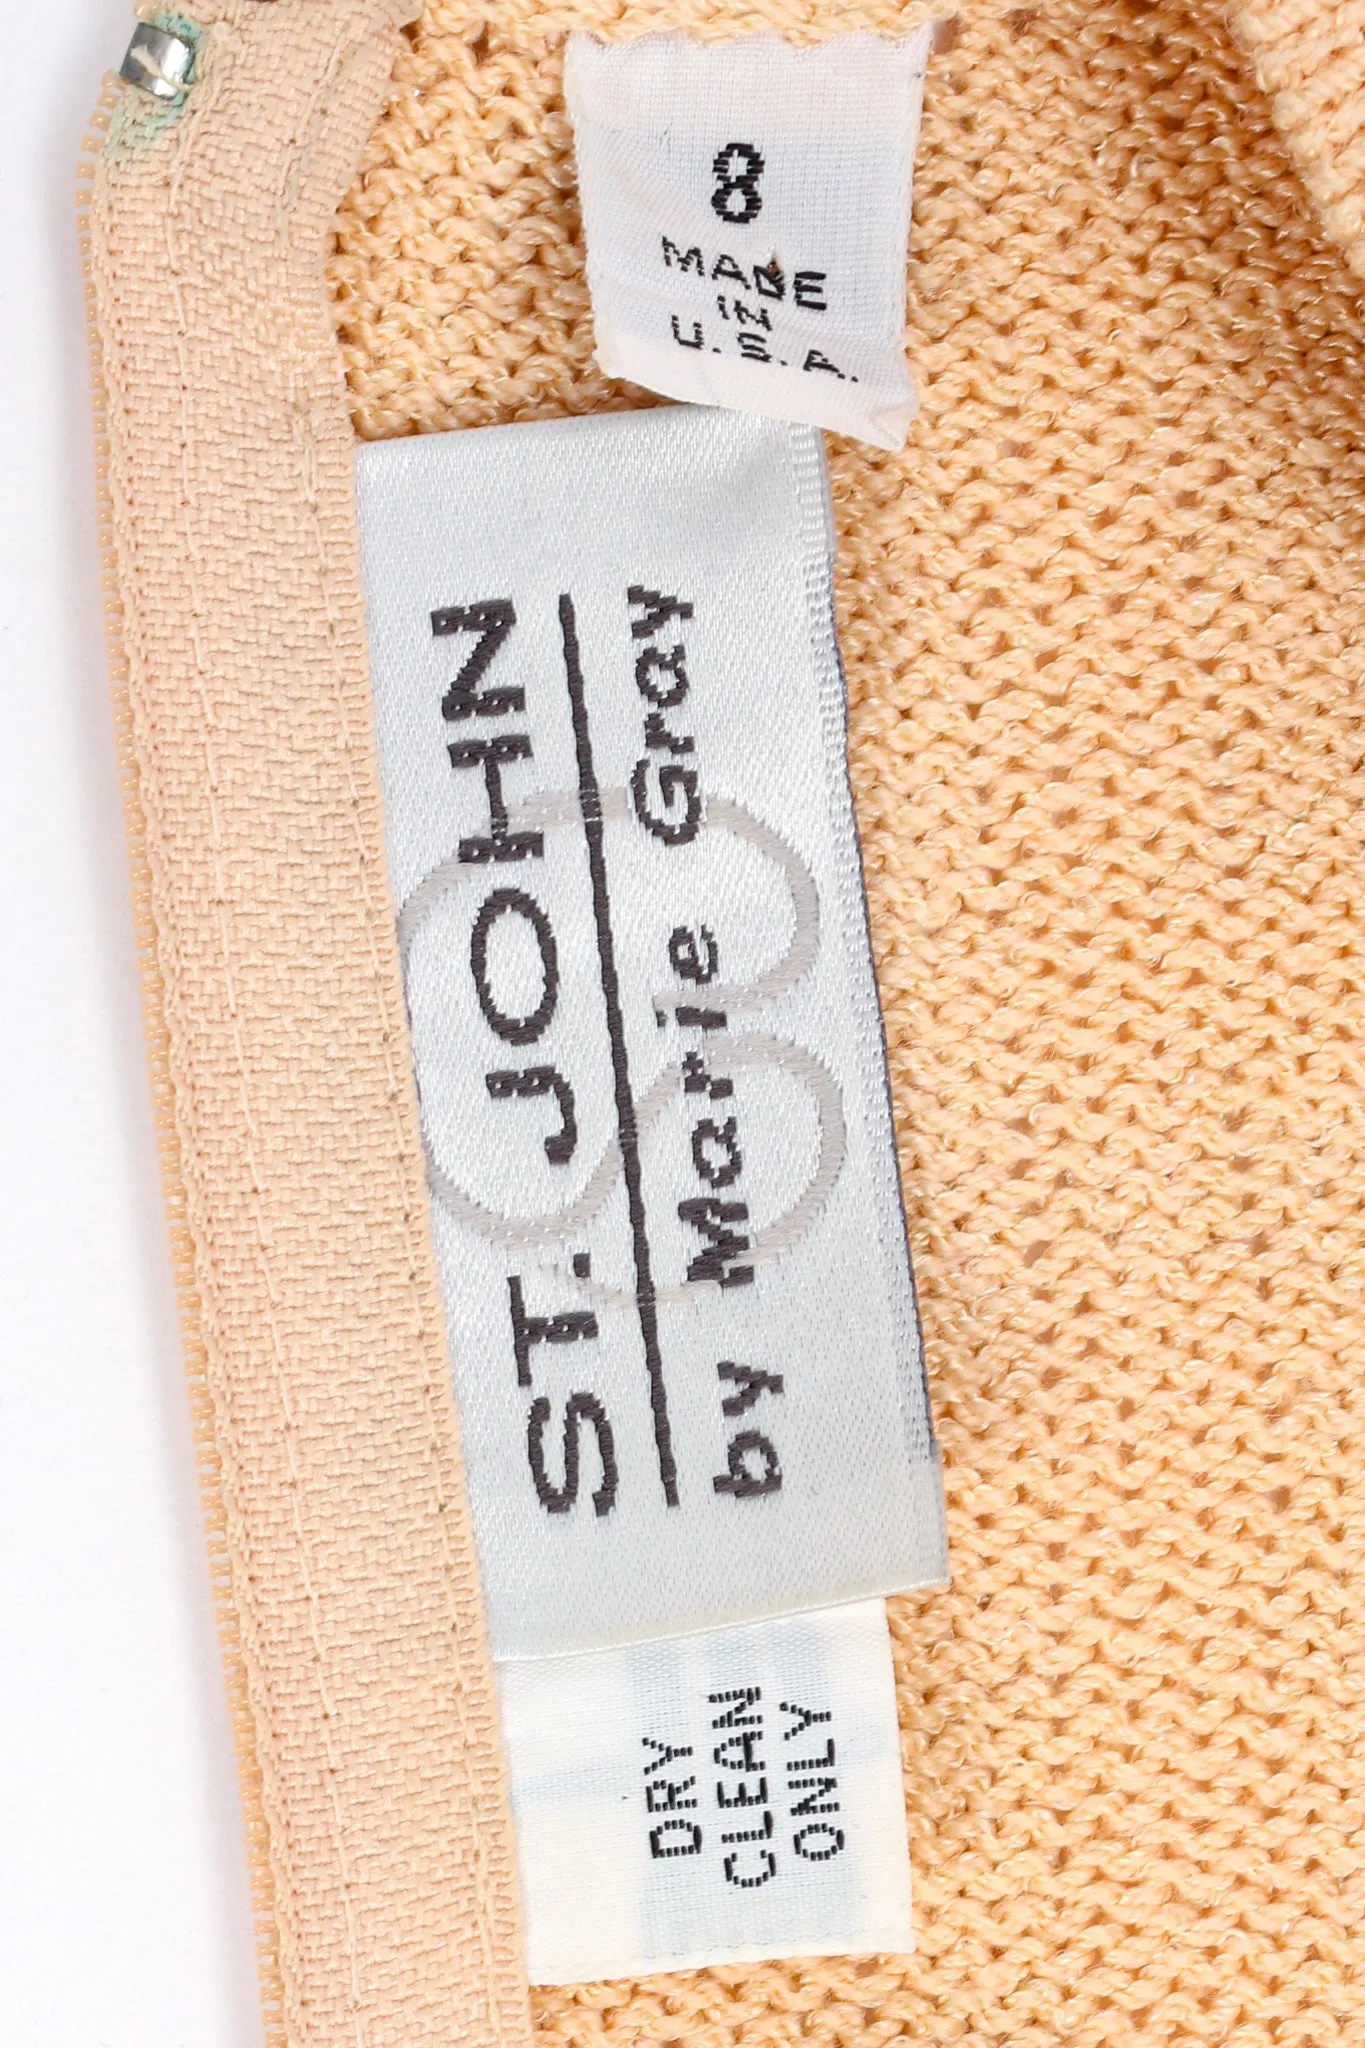 8
MADE
IN
U.S.A.
ST. JOHN
by Marie Gray
DRY
CLEAN
ONLY